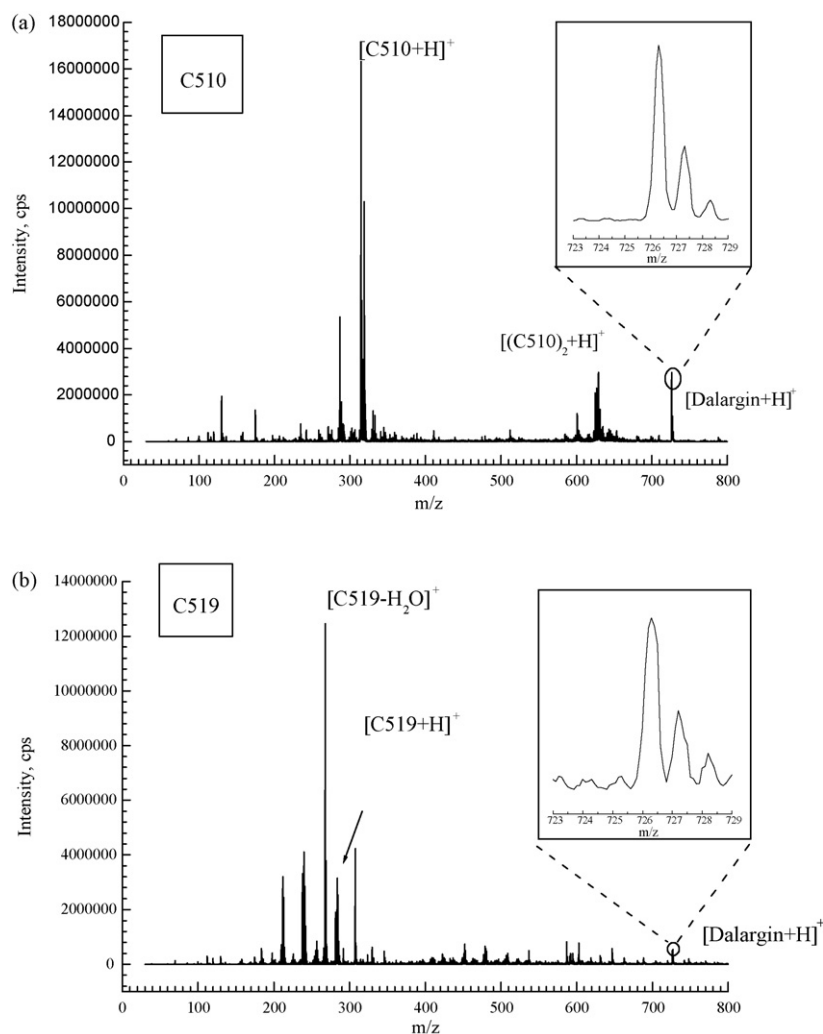 (a)
18000000
16000000
14000000
12000000
10000000
8000000
6000000
4000000
2000000
0
Intensity, cps
C510
[C510+H]⁺
[(C510)₂+H]⁺
[Dalargin+H]⁺
723 724 725 726 727 728 729
m/z
0 100 200 300 400 500 600 700 800
m/z
(b)
14000000
12000000
10000000
8000000
6000000
4000000
2000000
0
Intensity, cps
C519
[C519-H₂O]⁺
[C519+H]⁺
[Dalargin+H]⁺
723 724 725 726 727 728 729
m/z
0 100 200 300 400 500 600 700 800
m/z